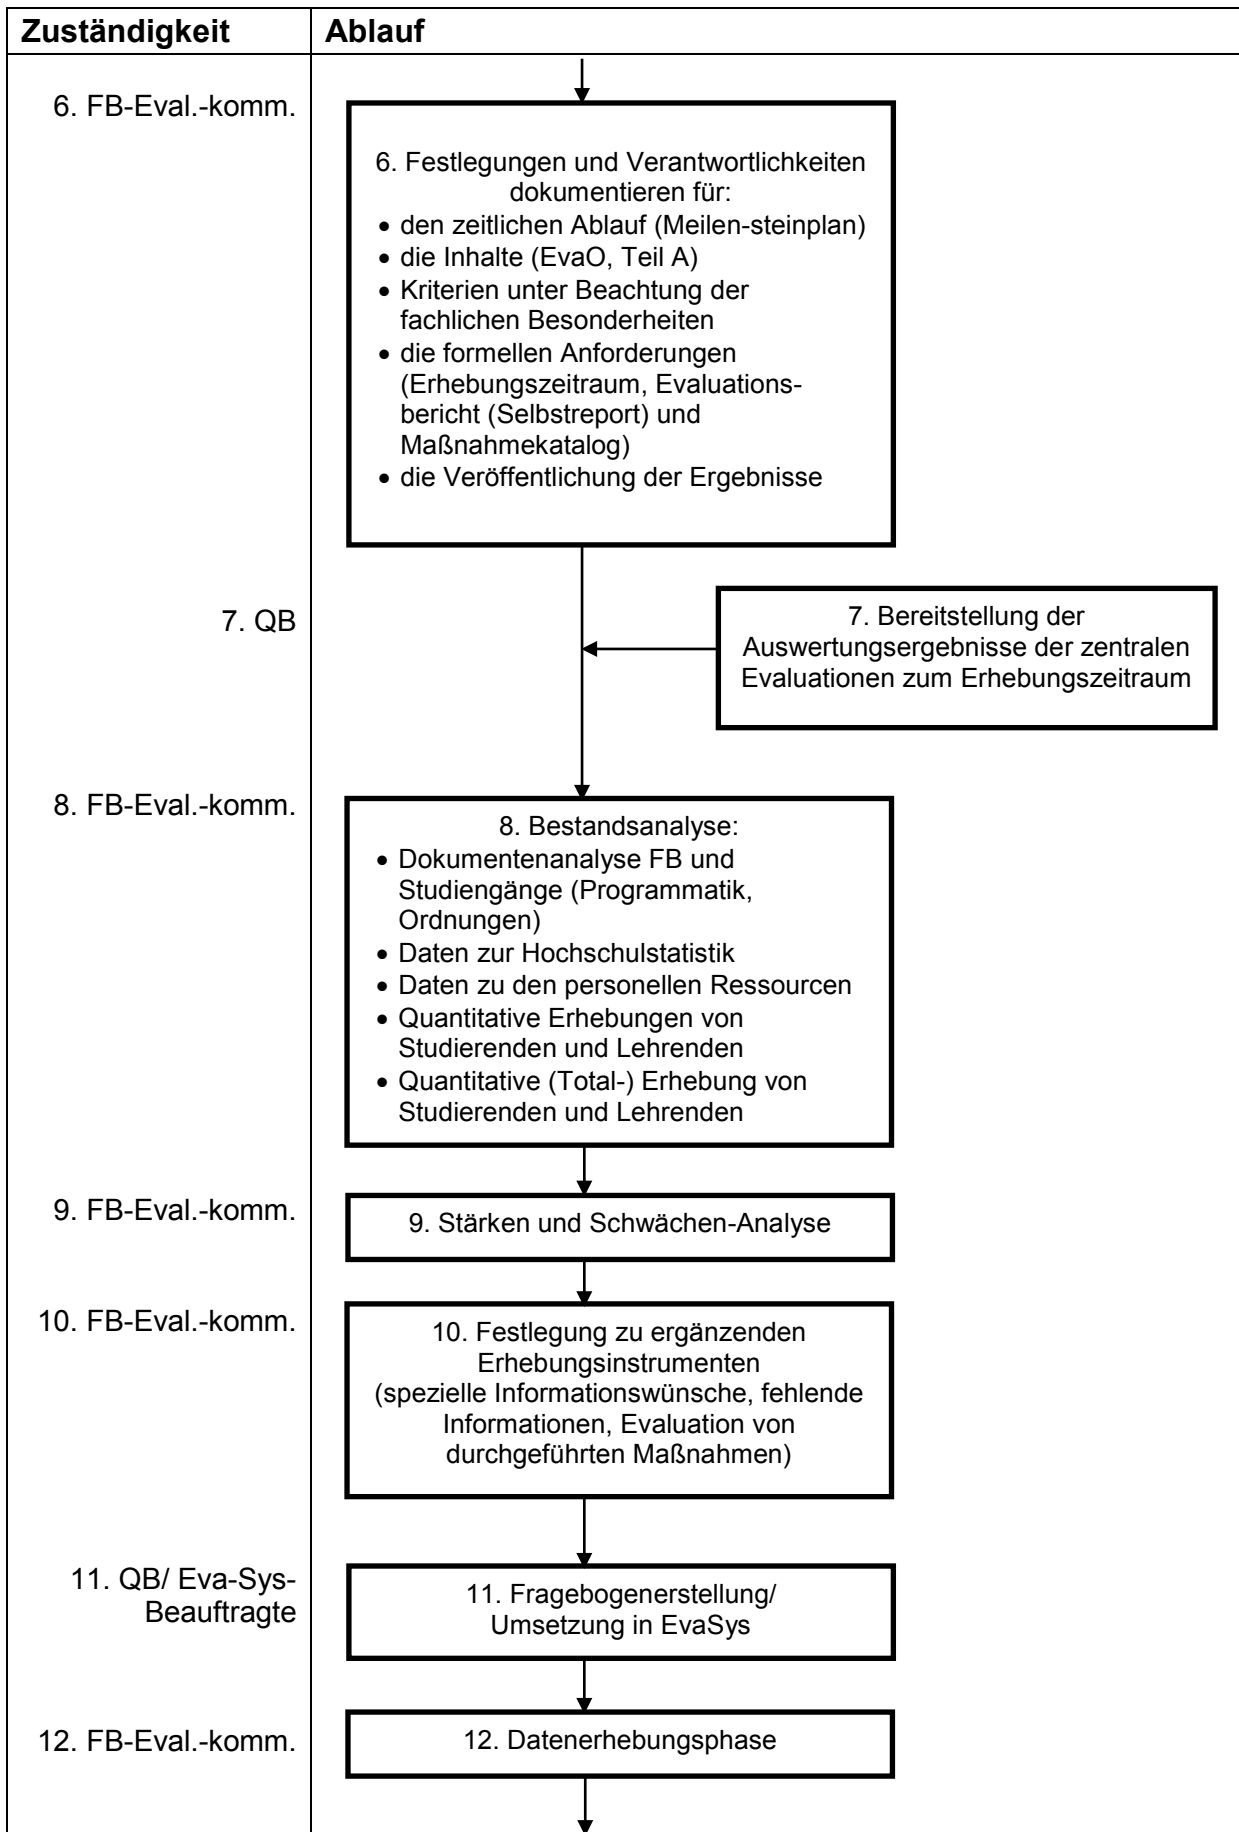 Zuständigkeit
Ablauf
6. FB-Eval.-komm.
6. Festlegungen und Verantwortlichkeiten
dokumentieren für:
• den zeitlichen Ablauf (Meilen-steinplan)
• die Inhalte (EvaO, Teil A)
• Kriterien unter Beachtung der
fachlichen Besonderheiten
• die formellen Anforderungen
(Erhebungszeitraum, Evaluations-
bericht (Selbstreport) und
Maßnahmekatalog)
• die Veröffentlichung der Ergebnisse
7. QB
7. Bereitstellung der
Auswertungsergebnisse der zentralen
Evaluationen zum Erhebungszeitraum
8. FB-Eval.-komm.
8. Bestandsanalyse:
• Dokumentenanalyse FB und
Studiengänge (Programmatik,
Ordnungen)
• Daten zur Hochschulstatistik
• Daten zu den personellen Ressourcen
• Quantitative Erhebungen von
Studierenden und Lehrenden
• Quantitative (Total-) Erhebung von
Studierenden und Lehrenden
9. FB-Eval.-komm.
9. Stärken und Schwächen-Analyse
10. FB-Eval.-komm.
10. Festlegung zu ergänzenden
Erhebungsinstrumenten
(spezielle Informationswünsche, fehlende
Informationen, Evaluation von
durchgeführten Maßnahmen)
11. QB/ Eva-Sys-
Beauftragte
11. Fragebogenerstellung/
Umsetzung in EvaSys
12. FB-Eval.-komm.
12. Datenerhebungsphase